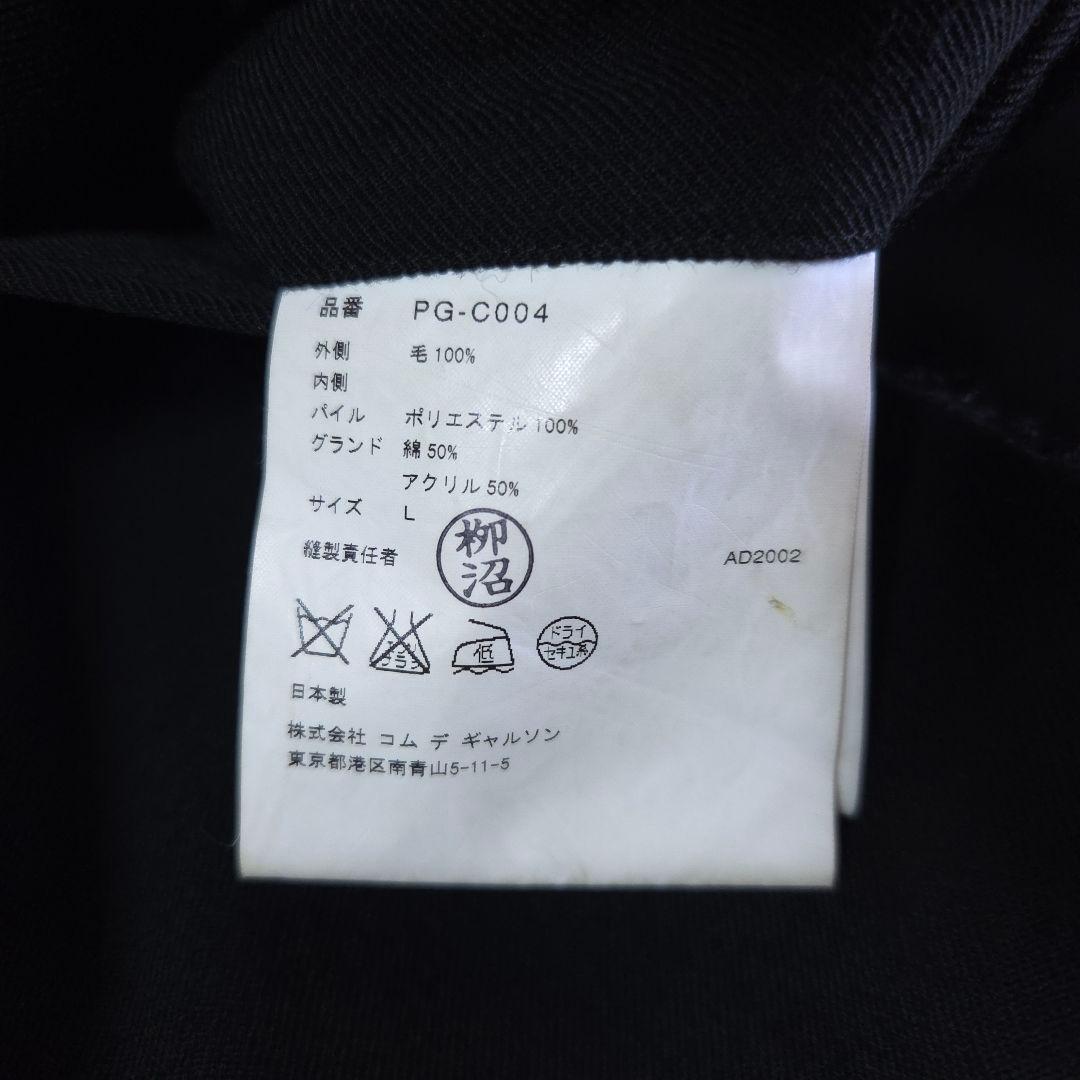 品番 PG-C004
外側 毛 100%
内側
パイル ポリエステル 100%
グランド 綿 50%
アクリル 50%
サイズ L
縫製責任者 柳沼 AD2002
低 ドライ
セキユ系
日本製
株式会社 コム デ ギャルソン
東京都港区南青山5-11-5